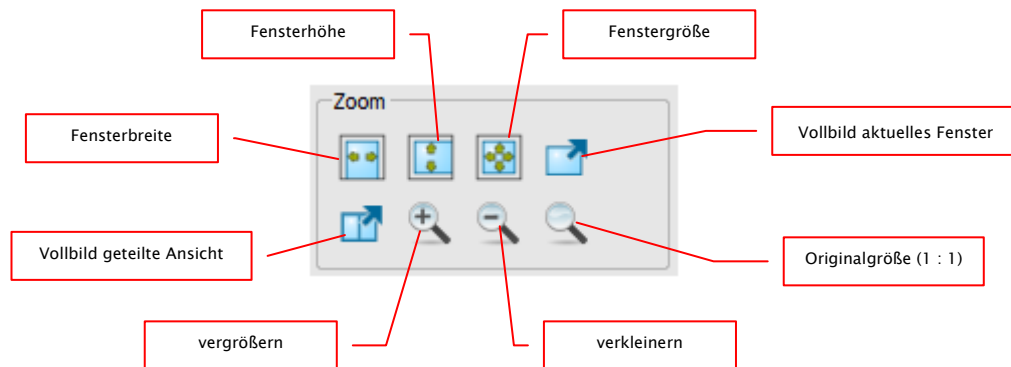 Fensterhöhe
Fenstergröße
Zoom
Fensterbreite
Vollbild aktuelles Fenster
Vollbild geteilte Ansicht
Originalgröße (1 : 1)
vergrößern
verkleinern